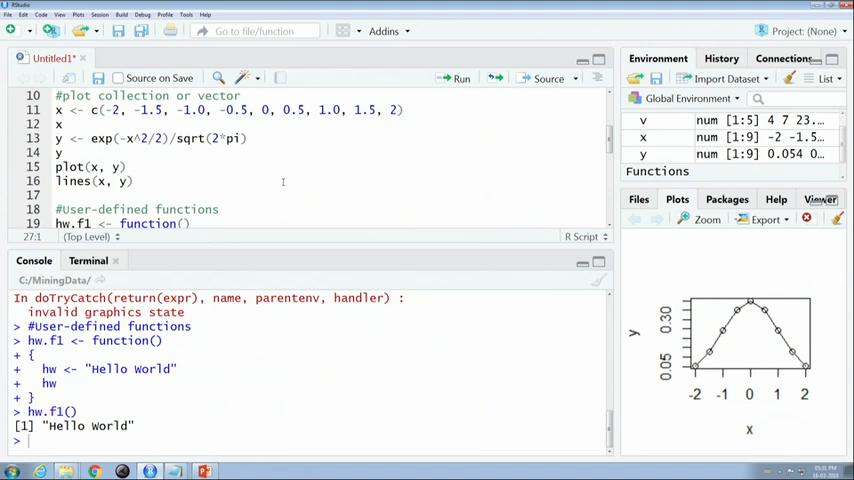 RStudio
File Edit Code View Plots Session Build Debug Profile Tools Help
Go to file/function
Addins
Project: (None)
Untitled1*
Source on Save
Run
Source
10 #plot collection or vector
11 x <- c(-2, -1.5, -1.0, -0.5, 0, 0.5, 1.0, 1.5, 2)
12 x
13 y <- exp(-x^2/2)/sqrt(2*pi)
14 y
15 plot(x, y)
16 lines(x, y)
17
18 #User-defined functions
19 hw.f1 <- function()
27:1 (Top Level) R Script
Console Terminal
C:/MiningData/
In doTryCatch(return(expr), name, parentenv, handler) :
invalid graphics state
> #User-defined functions
> hw.f1 <- function()
+ {
+ hw <- "Hello World"
+ hw
+ }
> hw.f1()
[1] "Hello World"
>
Environment History Connections
Import Dataset List
Global Environment
v num [1:5] 4 7 23...
x num [1:9] -2 -1.5...
y num [1:9] 0.054 0...
Functions
Files Plots Packages Help Viewer
Zoom Export
0.30
y
0.05
-2 -1 0 1 2
x
05:31 PM